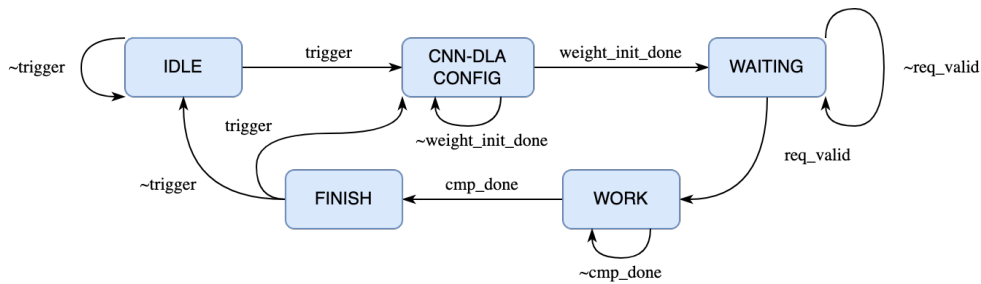 trigger
weight_init_done
~trigger
IDLE
CNN-DLA
CONFIG
WAITING
~req_valid
trigger
~weight_init_done
req_valid
~trigger
cmp_done
FINISH
WORK
~cmp_done